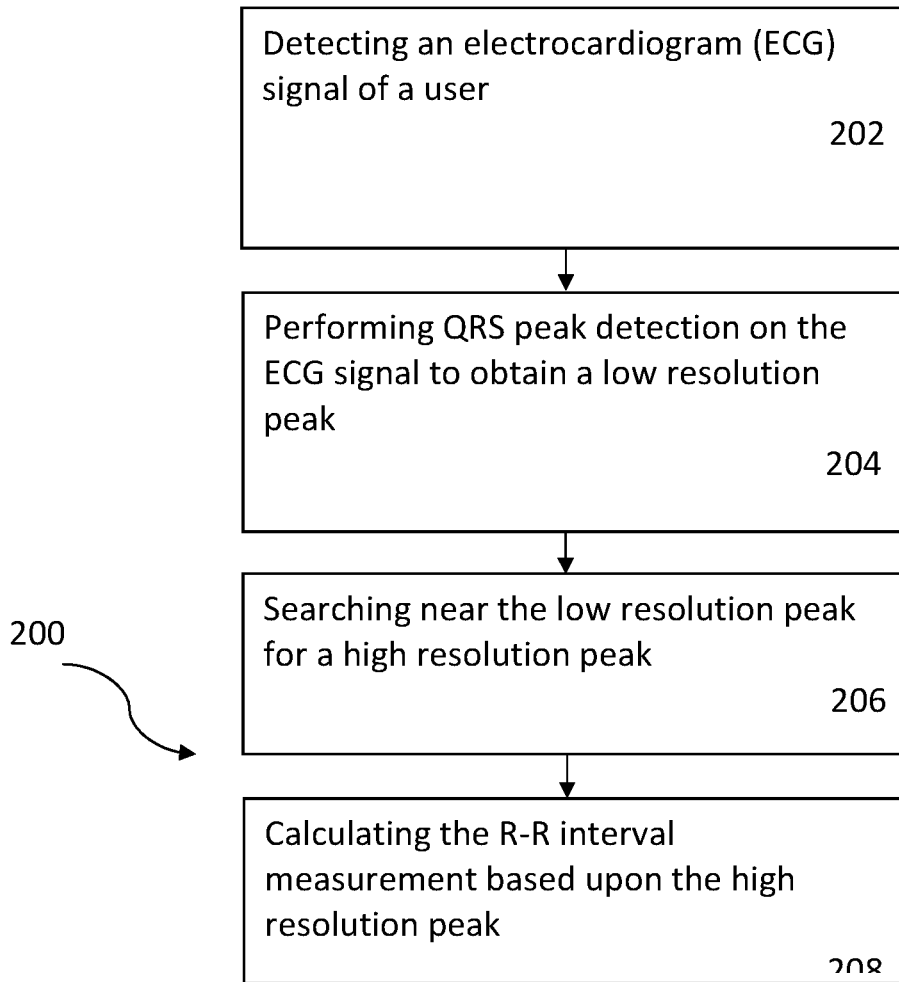 Detecting an electrocardiogram (ECG)
signal of a user
202
Performing QRS peak detection on the
ECG signal to obtain a low resolution
peak
204
Searching near the low resolution peak
for a high resolution peak
206
200
Calculating the R-R interval
measurement based upon the high
resolution peak
208